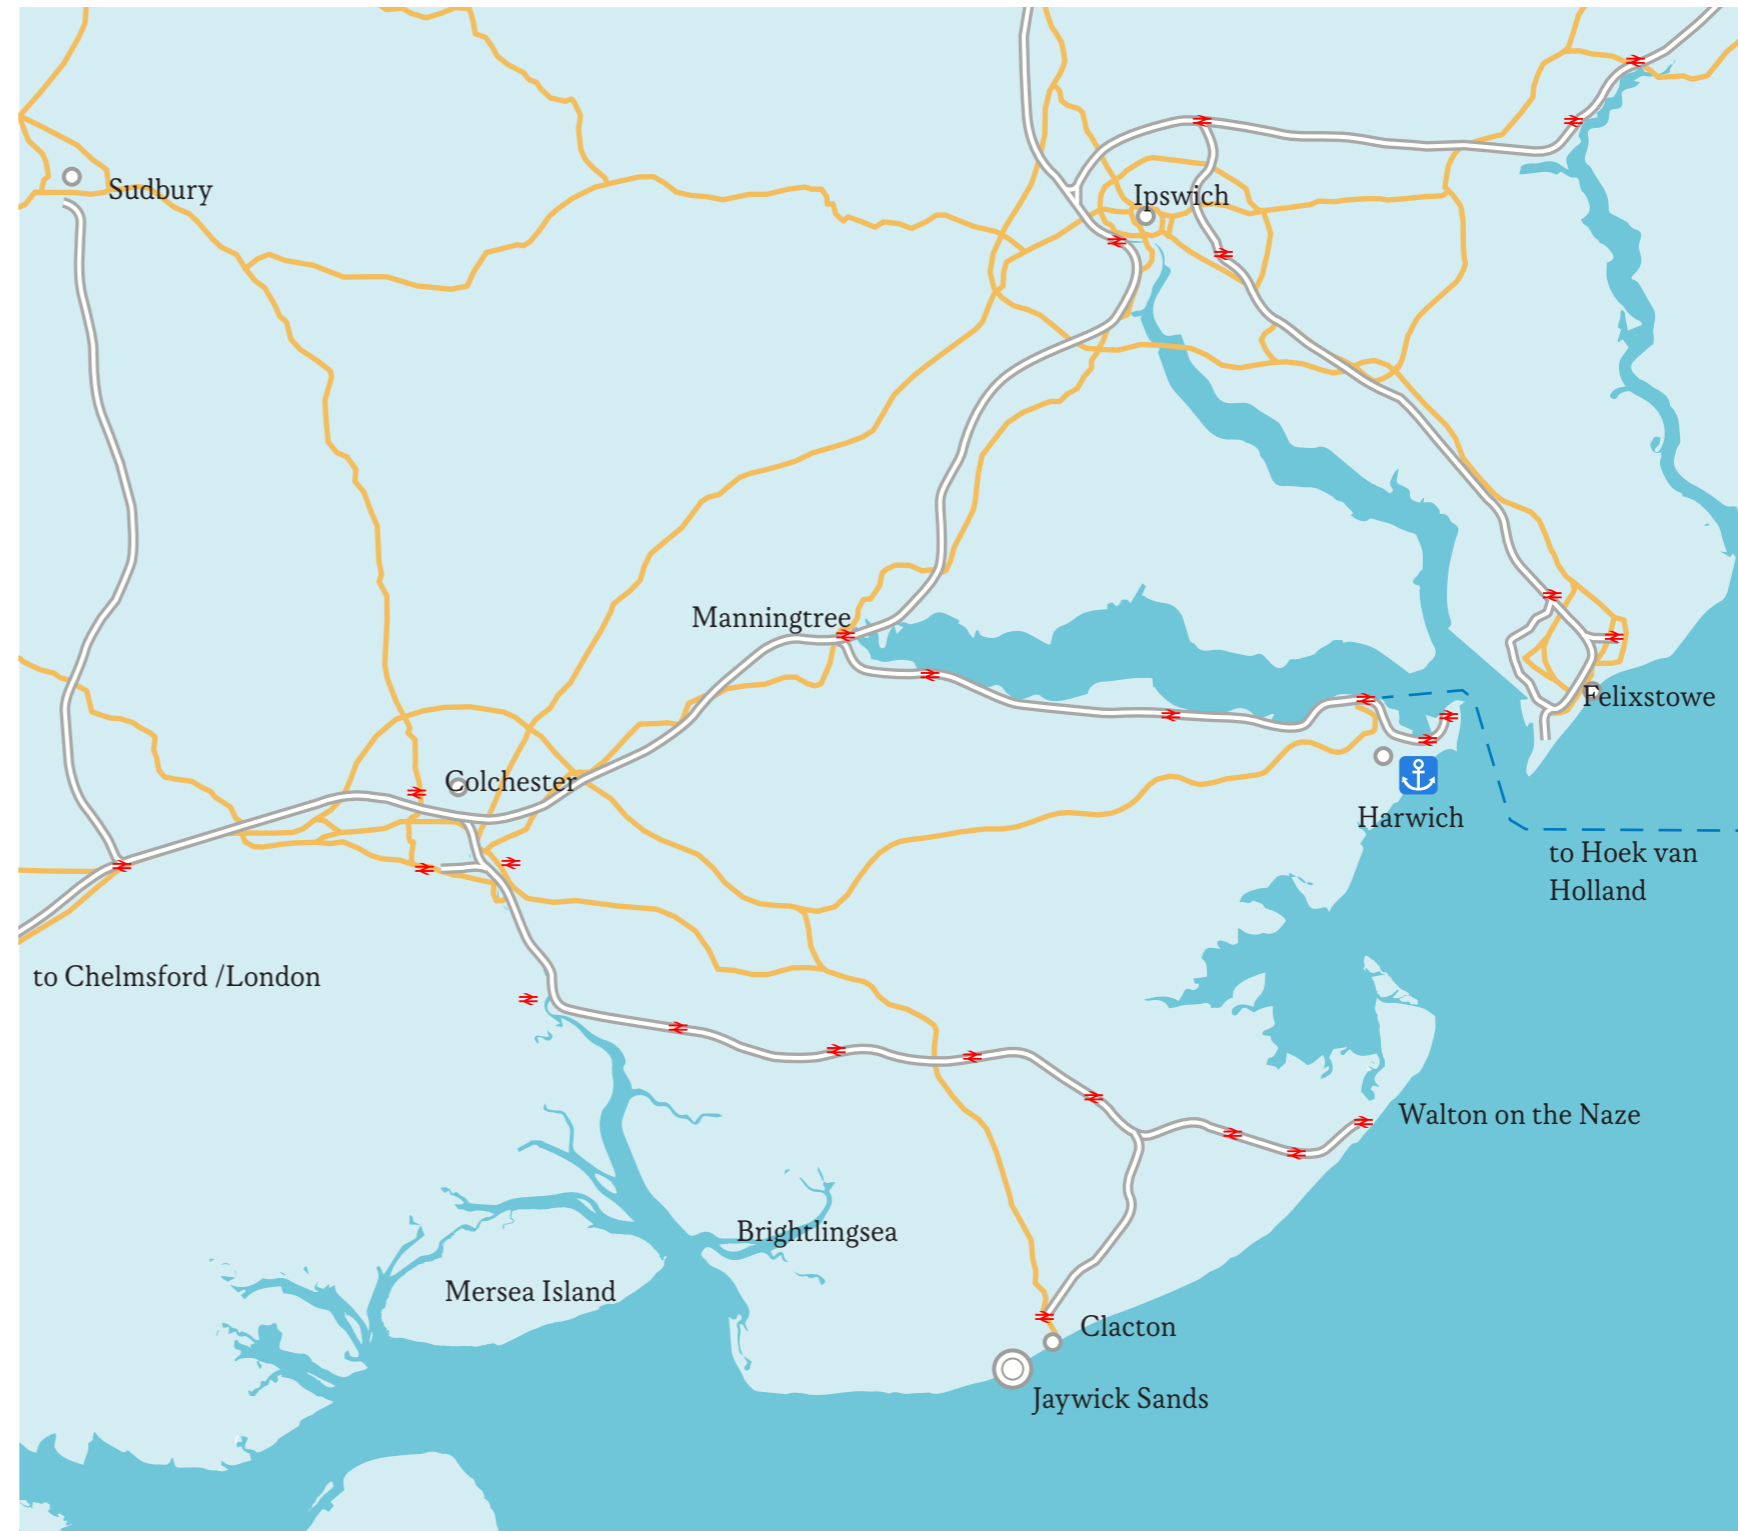 Sudbury
Ipswich
Manningtree
Felixstowe
Colchester
Harwich
to Hoek van
Holland
to Chelmsford /London
Walton on the Naze
Brightlingsea
Mersea Island
Clacton
Jaywick Sands